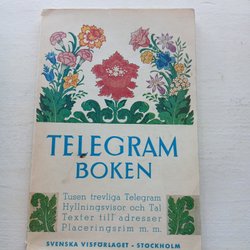 TELEGRAM
BOKEN
Tusen trevliga Telegram
Hyllningsvisor och Tal
Texter till adresser
Placeringsrim m. m.
SVENSKA VISFÖRLAGET - STOCKHOLM